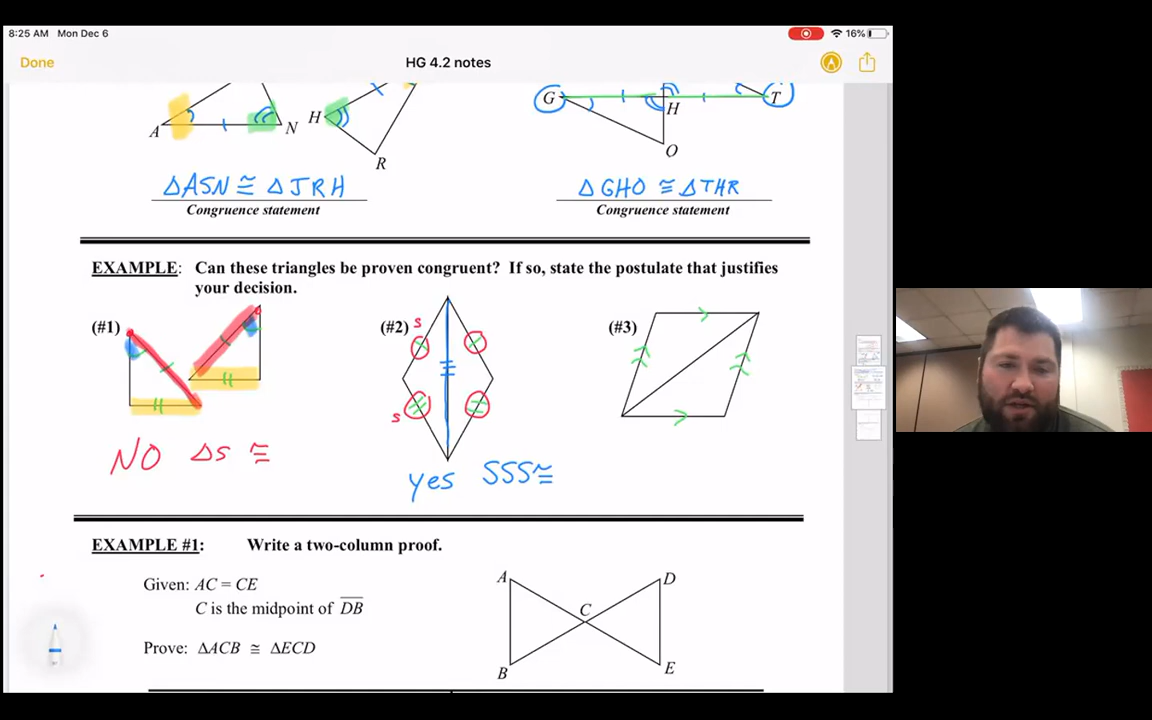 8:25 AM Mon Dec 6
16%
Done
HG 4.2 notes
A
N
H
R
G
H
T
O
ΔASN ≅ ΔJRH
Congruence statement
ΔGHO ≅ ΔTHR
Congruence statement
EXAMPLE: Can these triangles be proven congruent? If so, state the postulate that justifies
your decision.
(#1)
(#2)
S
S
(#3)
NO Δs ≅
yes SSS≅
EXAMPLE #1: Write a two-column proof.
Given: AC = CE
C is the midpoint of DB
Prove: ΔACB ≅ ΔECD
A
D
C
B
E